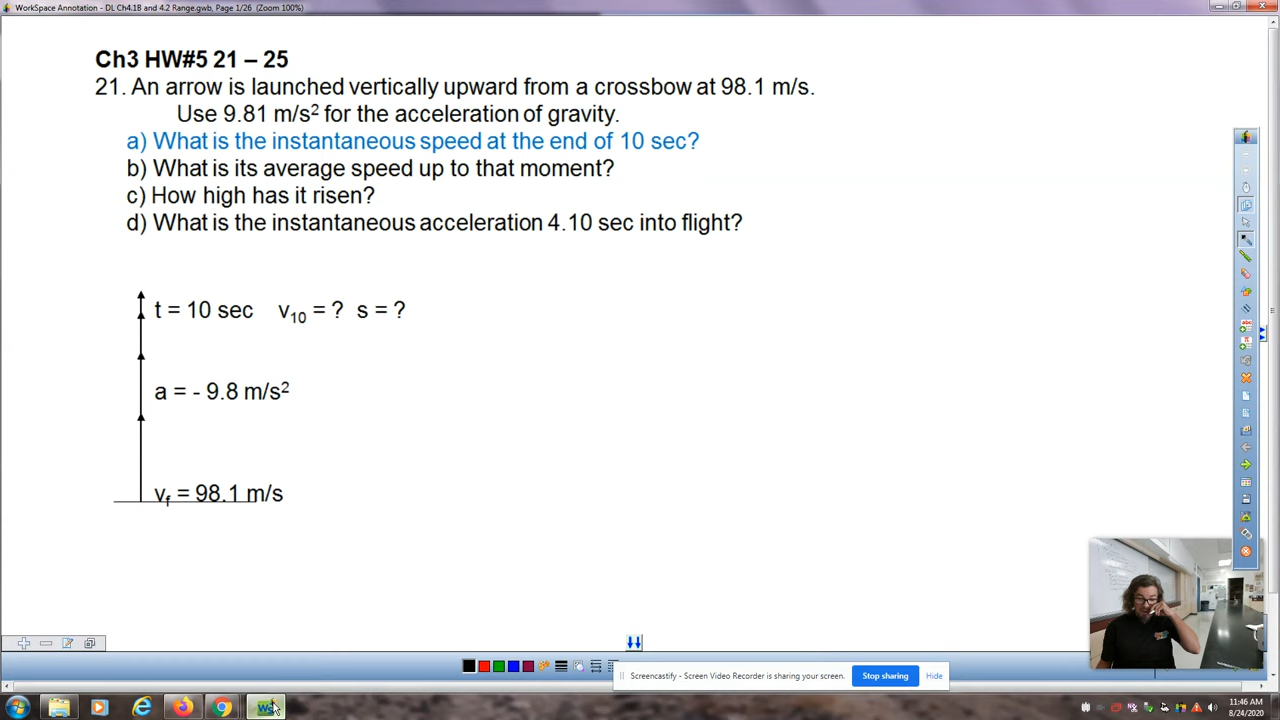 WorkSpace Annotation - DL Ch4.1B and 4.2 Range.gwb, Page 1/26 (Zoom 100%)
Ch3 HW#5 21 – 25
21. An arrow is launched vertically upward from a crossbow at 98.1 m/s.
Use 9.81 m/s² for the acceleration of gravity.
a) What is the instantaneous speed at the end of 10 sec?
b) What is its average speed up to that moment?
c) How high has it risen?
d) What is the instantaneous acceleration 4.10 sec into flight?
t = 10 sec v₁₀ = ? s = ?
a = - 9.8 m/s²
v_f = 98.1 m/s
Screencastify - Screen Video Recorder is sharing your screen. Stop sharing Hide
11:46 AM
8/24/2020